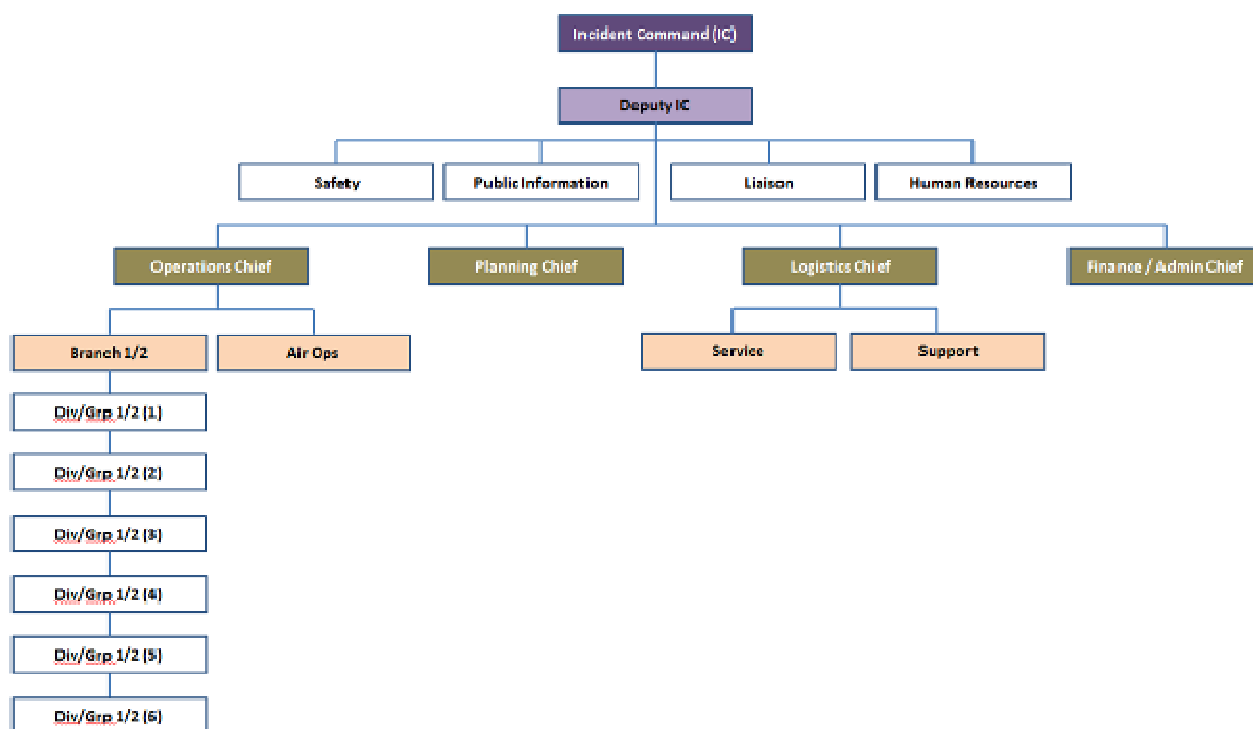 Incident Command (IC)
Deputy IC
Safety
Public Information
Liaison
Human Resources
Operations Chief
Planning Chief
Logistics Chief
Finance / Admin Chief
Branch 1/2
Air Ops
Service
Support
Div/Grp 1/2 (1)
Div/Grp 1/2 (2)
Div/Grp 1/2 (3)
Div/Grp 1/2 (4)
Div/Grp 1/2 (5)
Div/Grp 1/2 (6)